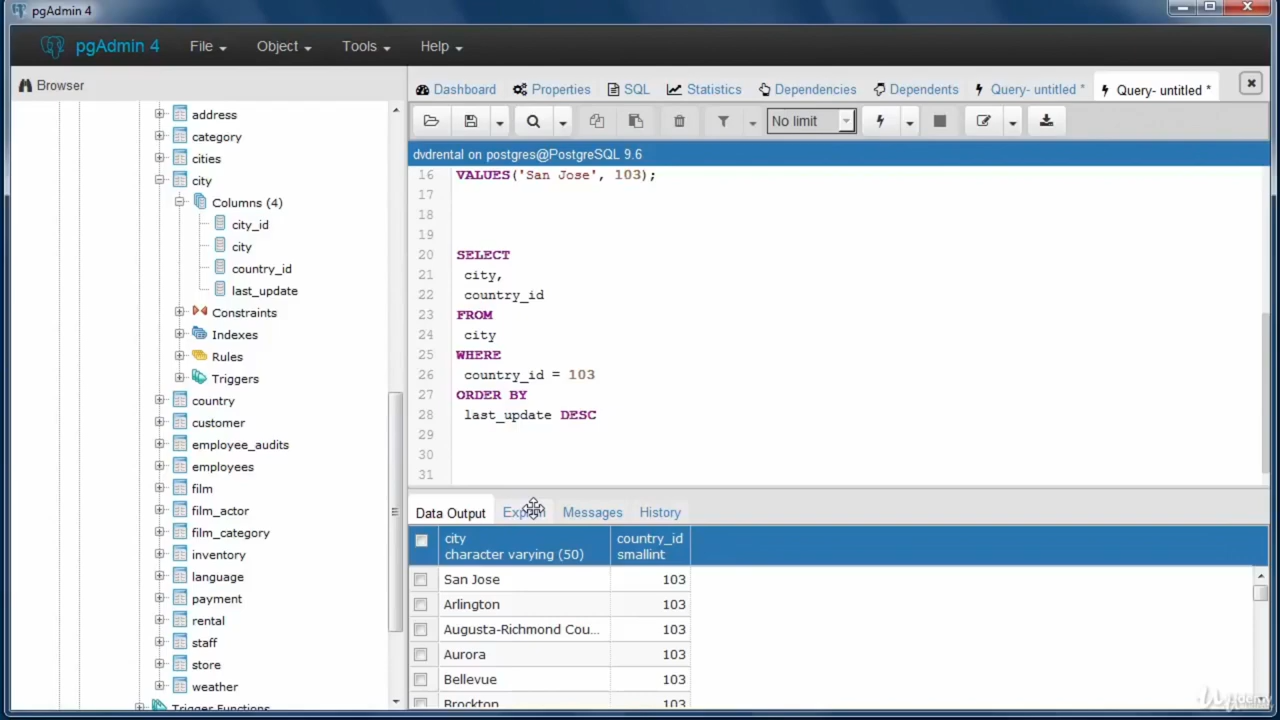 pgAdmin 4
pgAdmin 4 File Object Tools Help
Browser
address
category
cities
city
Columns (4)
city_id
city
country_id
last_update
Constraints
Indexes
Rules
Triggers
country
customer
employee_audits
employees
film
film_actor
film_category
inventory
language
payment
rental
staff
store
weather
Trigger Functions
Dashboard Properties SQL Statistics Dependencies Dependents Query- untitled * Query- untitled *
No limit
dvdrental on postgres@PostgreSQL 9.6
16 VALUES('San Jose', 103);
17
18
19
20 SELECT
21 city,
22 country_id
23 FROM
24 city
25 WHERE
26 country_id = 103
27 ORDER BY
28 last_update DESC
29
30
31
Data Output Messages History
city country_id
character varying (50) smallint
San Jose 103
Arlington 103
Augusta-Richmond Cou... 103
Aurora 103
Bellevue 103
Brockton 103